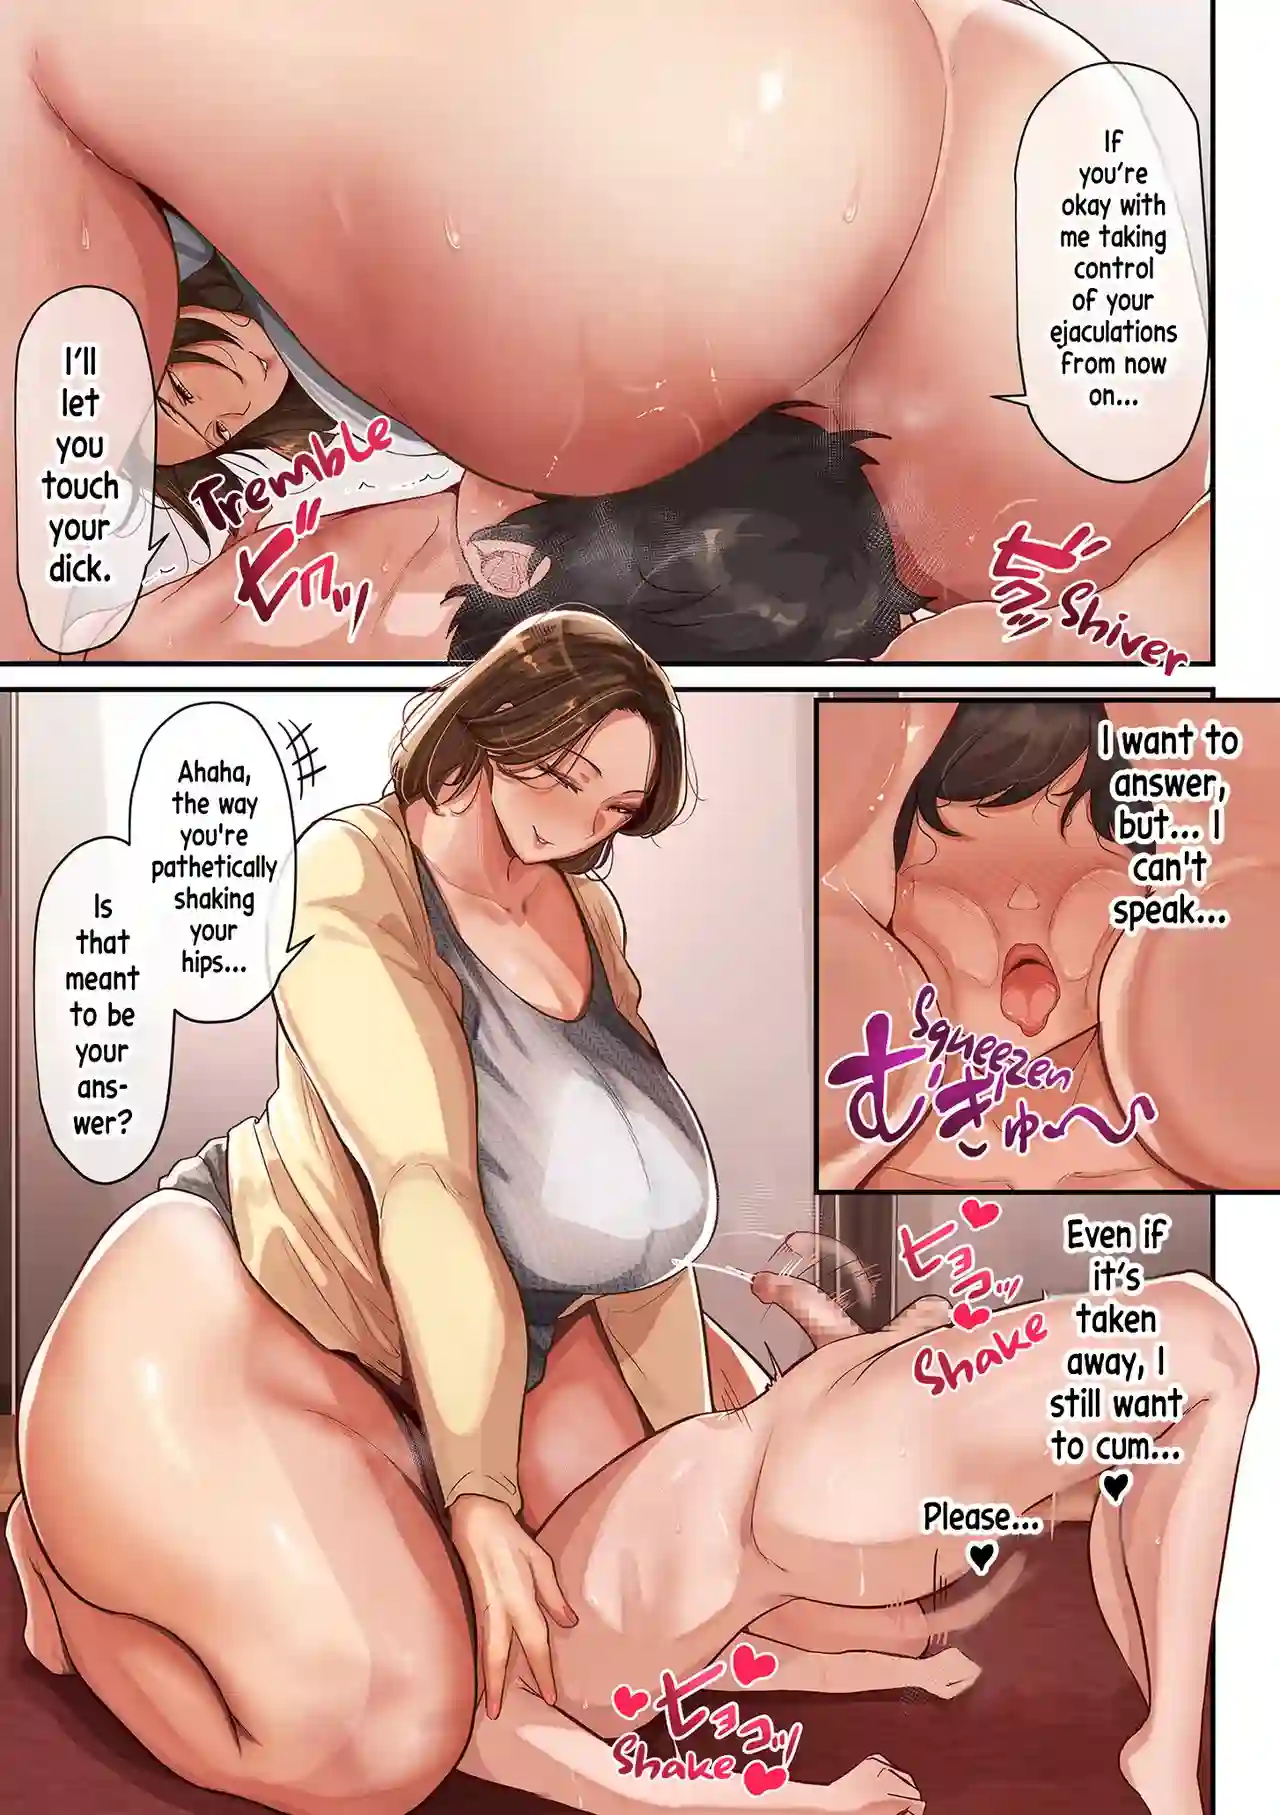 If
you're
okay with
me taking
control
of your
ejaculations
from now
on...
I'll
let
you
touch
your
dick.
Tremble
ビクッ
Shiver
I want to
answer,
but... I
can't
speak...
Squeezen
むぎゅ～
Ahaha,
the way
you're
pathetically
shaking
your
hips...
Is
that
meant
to be
your
ans-
wer?
ヒョコッ
Shake
Even if
it's
taken
away, I
still want
to cum...
♥
Please...
♥
ヒョコッ
Shake